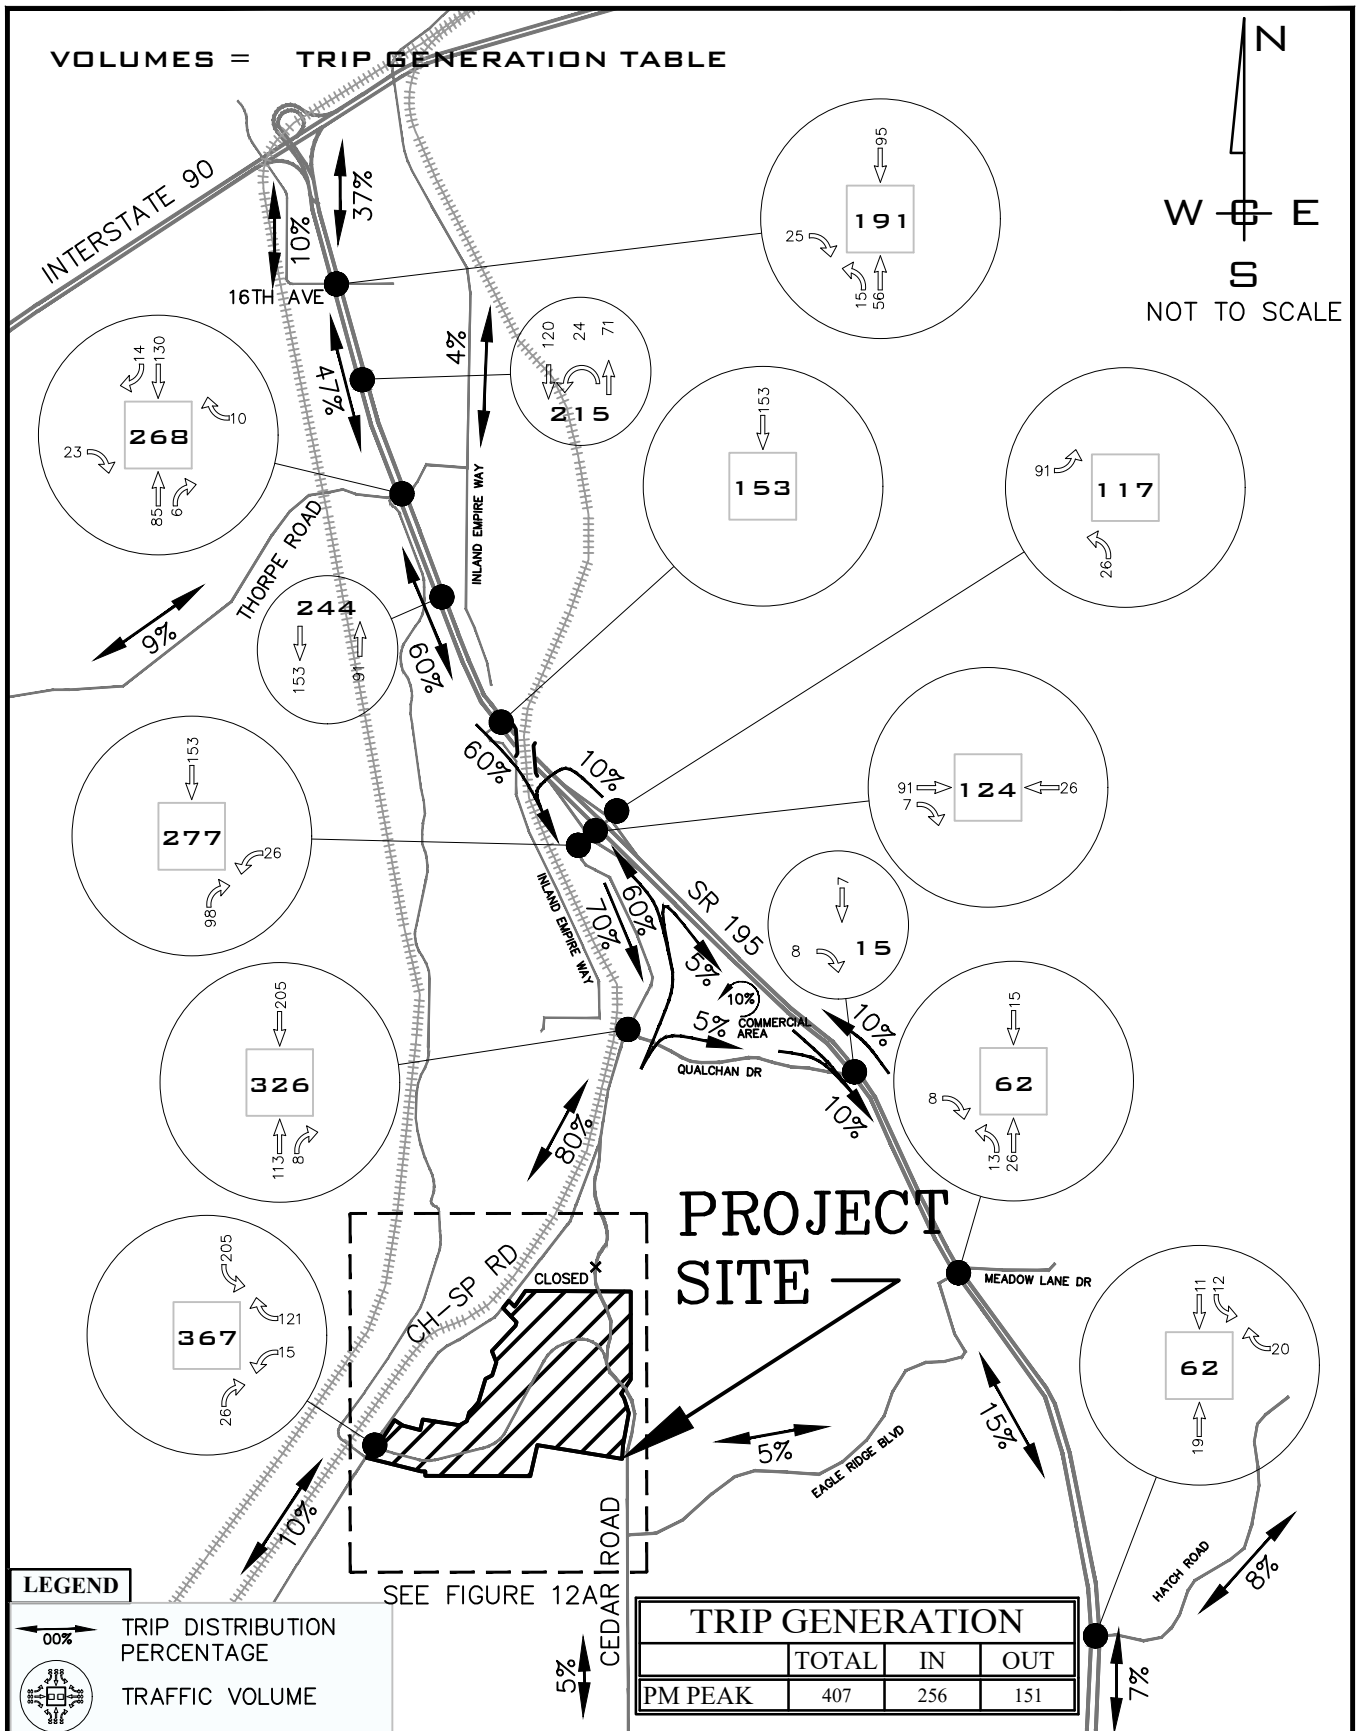 VOLUMES = TRIP GENERATION TABLE
N
W C E
S
NOT TO SCALE
INTERSTATE 90
37%
10%
16TH AVE
95
191
25
15
56
47%
4%
120
24
71
215
14
130
268
10
23
85
6
153
153
91
117
26
INLAND EMPIRE WAY
THORPE ROAD
9%
244
153
91
60%
60%
10%
153
277
26
98
91
124
26
7
INLAND EMPIRE WAY
70%
60%
SR 195
5%
10%
5%
COMMERCIAL
AREA
QUALCHAN DR
7
8
15
10%
10%
205
326
113
8
15
62
8
13
26
80%
PROJECT
SITE
MEADOW LANE DR
CH-SP RD
CLOSED
205
367
121
15
26
11
12
62
20
19
15%
5%
EAGLE RIDGE BLVD
10%
HATCH ROAD
8%
SEE FIGURE 12A
CEDAR ROAD
5%
7%
LEGEND
00%
TRIP DISTRIBUTION
PERCENTAGE
TRAFFIC VOLUME
TRIP GENERATION
TOTAL IN OUT
PM PEAK 407 256 151